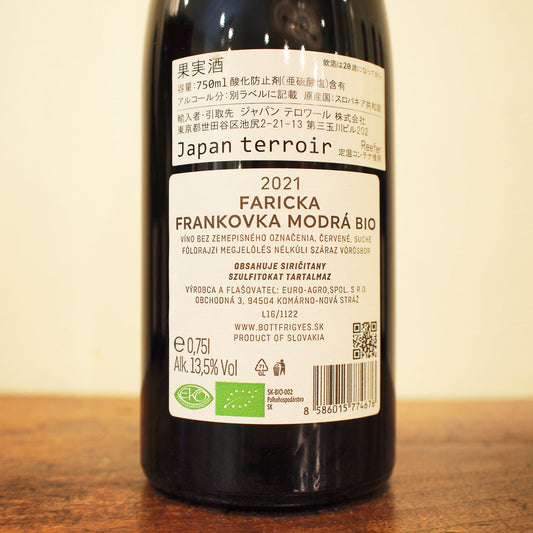 果実酒
飲酒は20歳になってから
容量:750ml 酸化防止剤(亜硫酸塩)含有
アルコール分:別ラベルに記載 原産国:スロバキア共和国
輸入者・引取先 ジャパン テロワール 株式会社
東京都世田谷区池尻2-21-13 第三玉川ビル202
Japan terroir
Reefer
定温コンテナ使用
2021
FARICKA
FRANKOVKA MODRÁ BIO
VÍNO BEZ ZEMEPISNÉHO OZNAČENIA, ČERVENÉ, SUCHÉ
FÖLDRAJZI MEGJELÖLÉS NÉLKÜLI SZÁRAZ VÖRÖSBOR
OBSAHUJE SIRIČITANY
SZULFITOKAT TARTALMAZ
VÝROBCA A FĽAŠOVATEĽ: EURO-AGRO,SPOL. S R.O.
OBCHODNÁ 3, 94504 KOMÁRNO-NOVÁ STRÁŽ
L16/1122
WWW.BOTTFRIGYES.SK
PRODUCT OF SLOVAKIA
e 0,75l
Alk. 13,5% Vol
EKO
SK-BIO-002
Poľnohospodárstvo
SK
8 586015 774676